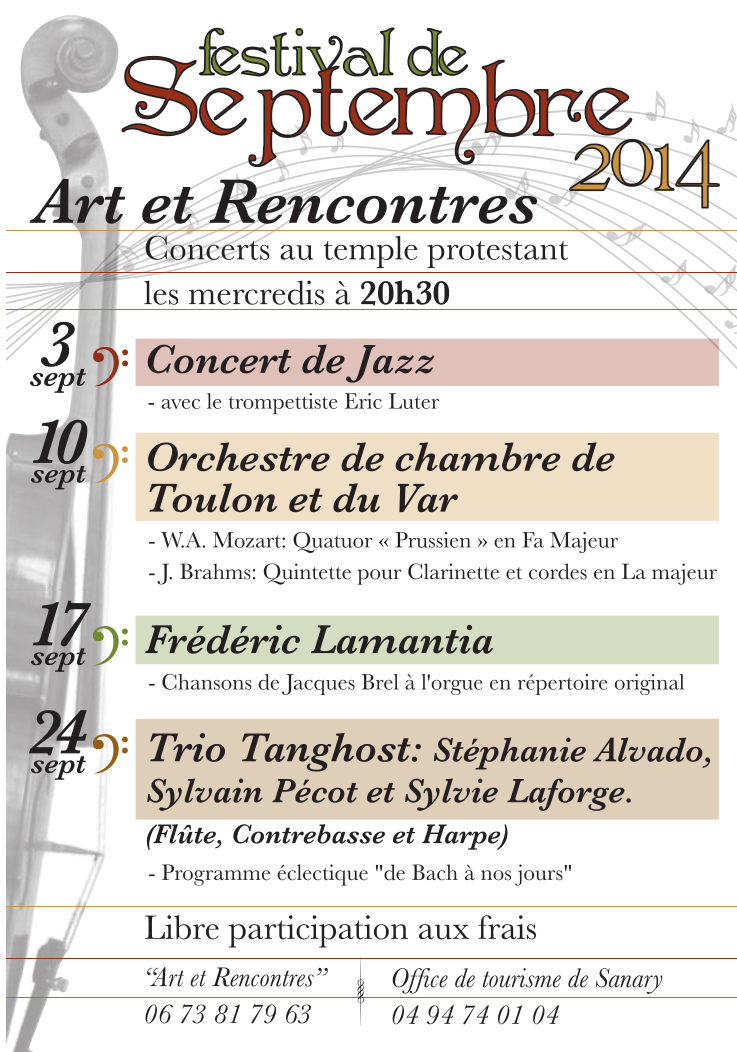 festival de
Septembre
2014
Art et Rencontres
Concerts au temple protestant
les mercredis à 20h30
3
sept
Concert de Jazz
- avec le trompettiste Eric Luter
10
sept
Orchestre de chambre de
Toulon et du Var
- W.A. Mozart: Quatuor « Prussien » en Fa Majeur
- J. Brahms: Quintette pour Clarinette et cordes en La majeur
17
sept
Frédéric Lamantia
- Chansons de Jacques Brel à l'orgue en répertoire original
24
sept
Trio Tanghost: Stéphanie Alvado,
Sylvain Pécot et Sylvie Laforge.
(Flûte, Contrebasse et Harpe)
- Programme éclectique "de Bach à nos jours"
Libre participation aux frais
“Art et Rencontres”
06 73 81 79 63
Office de tourisme de Sanary
04 94 74 01 04